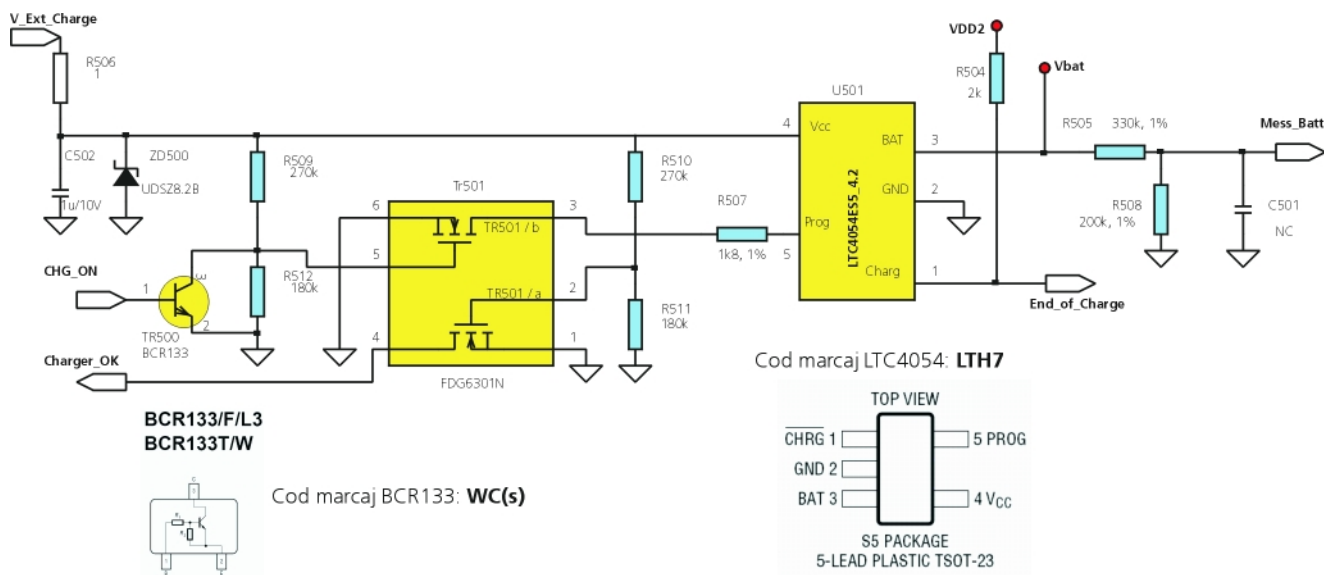 V_Ext_Charge
R506
1
C502
1u/10V
ZD500
UDSZ8.2B
R509
270k
CHG_ON
1
3
2
TR500
BCR133
R512
180k
Charger_OK
Tr501
6
5
4
3
2
1
TR501 / b
TR501 / a
FDG6301N
R510
270k
R511
180k
R507
1k8, 1%
U501
4
Vcc
5
Prog
LTC4054ES5_4.2
BAT
3
GND
2
Charg
1
VDD2
R504
2k
Vbat
R505
330k, 1%
Mess_Batt
R508
200k, 1%
C501
NC
End_of_Charge
BCR133/F/L3
BCR133T/W
Cod marcaj BCR133: WC(s)
Cod marcaj LTC4054: LTH7
TOP VIEW
CHRG 1
GND 2
BAT 3
5 PROG
4 VCC
S5 PACKAGE
5-LEAD PLASTIC TSOT-23